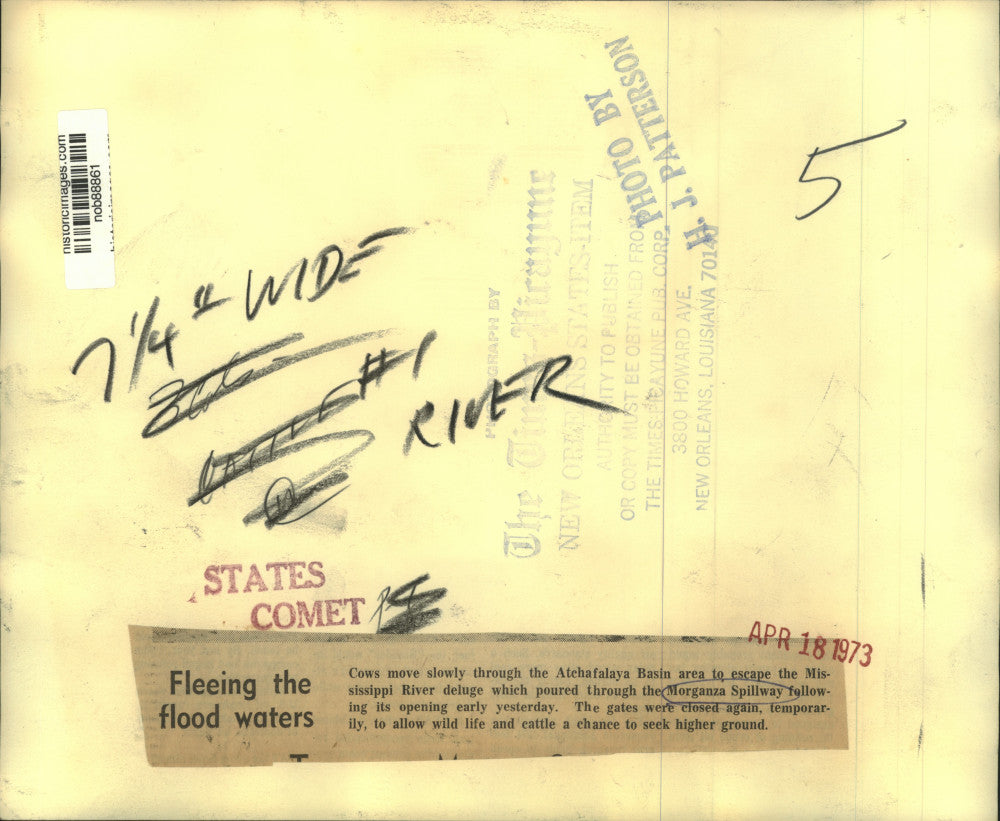 historicimages.com
nob88861
PHOTO BY
H. J. PATTERSON
5
PHOTOGRAPH BY
The Times-Picayune
NEW ORLEANS STATES-ITEM
AUTHORITY TO PUBLISH
OR COPY MUST BE OBTAINED FROM
THE TIMES-PICAYUNE PUB. CORP.
3800 HOWARD AVE.
NEW ORLEANS, LOUISIANA 70140
7 1/4" WIDE
CATTLE #1
RIVER
STATES
COMET
APR 18 1973
Fleeing the
flood waters
Cows move slowly through the Atchafalaya Basin area to escape the Mis-
sissippi River deluge which poured through the Morganza Spillway follow-
ing its opening early yesterday. The gates were closed again, temporar-
ily, to allow wild life and cattle a chance to seek higher ground.